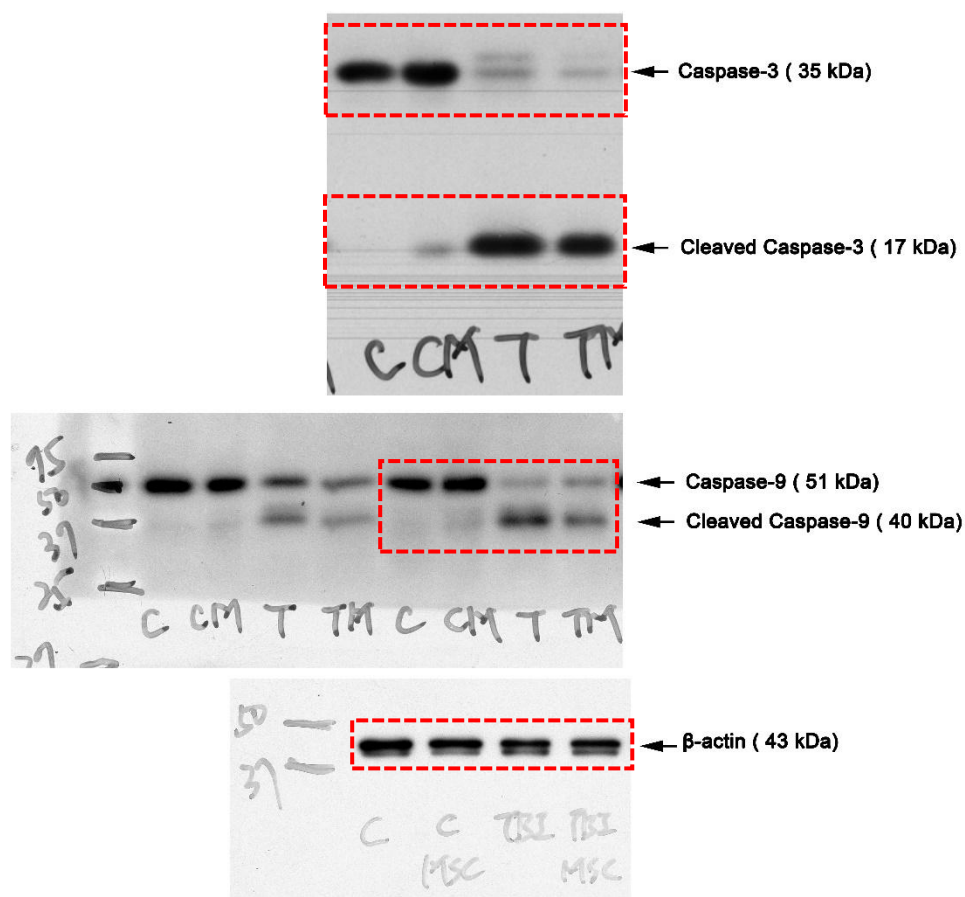 Caspase-3 ( 35 kDa)
Cleaved Caspase-3 ( 17 kDa)
C CM T TM
75
50
37
25
Caspase-9 ( 51 kDa)
Cleaved Caspase-9 ( 40 kDa)
C CM T TM C CM T TM
50
37
β-actin ( 43 kDa)
C C TBI TBI
MSC MSC